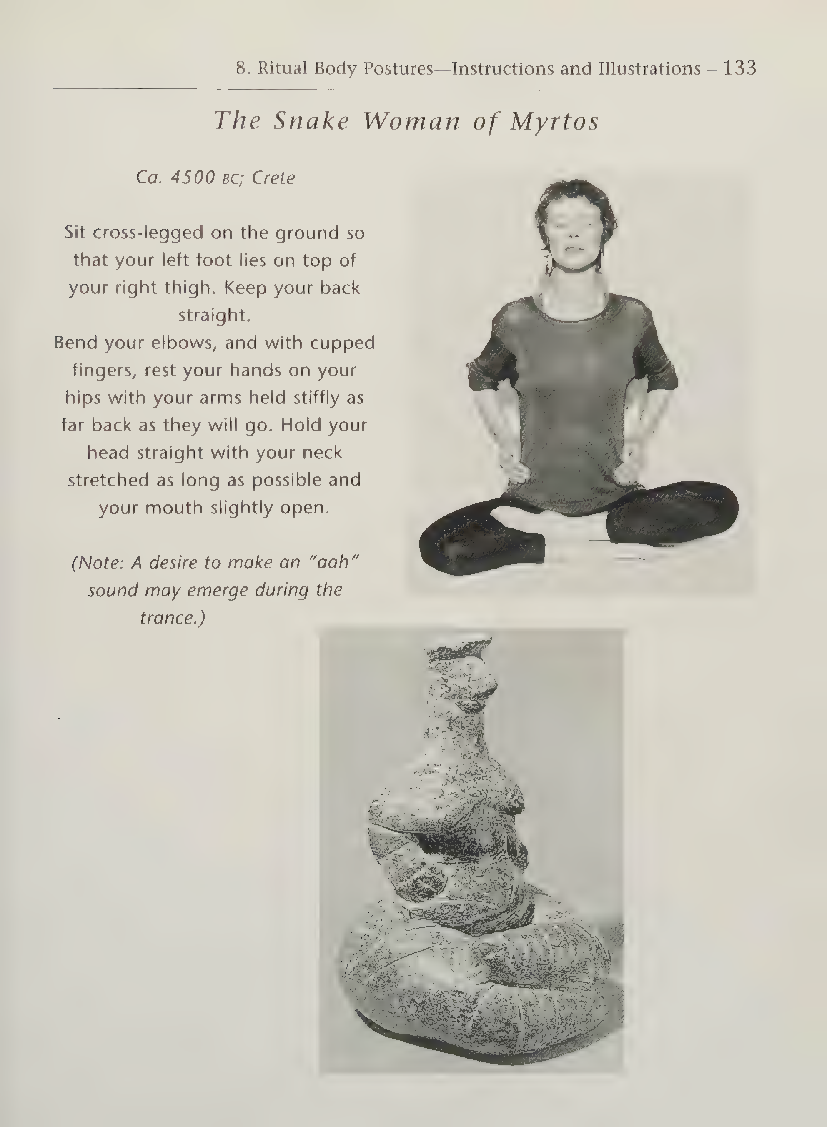 8. Ritual Body Postures—Instructions and Illustrations – 133
The Snake Woman of Myrtos
Ca. 4500 BC; Crete
Sit cross-legged on the ground so
that your left foot lies on top of
your right thigh. Keep your back
straight.
Bend your elbows, and with cupped
fingers, rest your hands on your
hips with your arms held stiffly as
far back as they will go. Hold your
head straight with your neck
stretched as long as possible and
your mouth slightly open.
(Note: A desire to make an "aah"
sound may emerge during the
trance.)